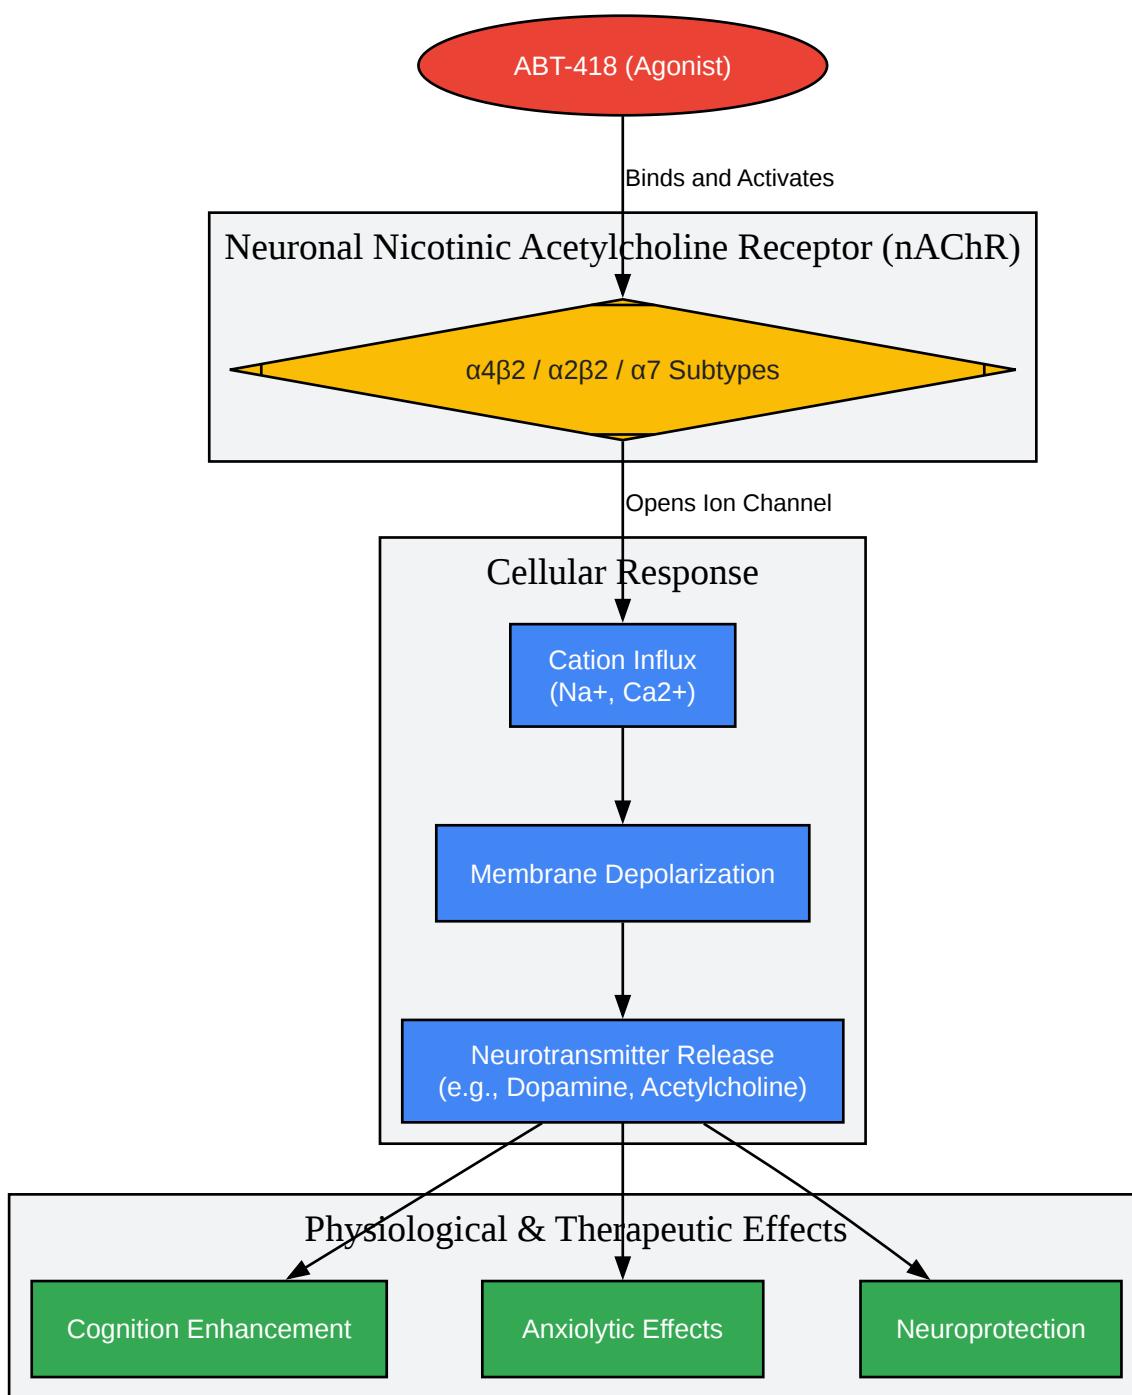 ABT-418 (Agonist)
Binds and Activates
Neuronal Nicotinic Acetylcholine Receptor (nAChR)
α4β2 / α2β2 / α7 Subtypes
Opens Ion Channel
Cellular Response
Cation Influx
(Na+, Ca2+)
Membrane Depolarization
Neurotransmitter Release
(e.g., Dopamine, Acetylcholine)
Physiological & Therapeutic Effects
Cognition Enhancement
Anxiolytic Effects
Neuroprotection